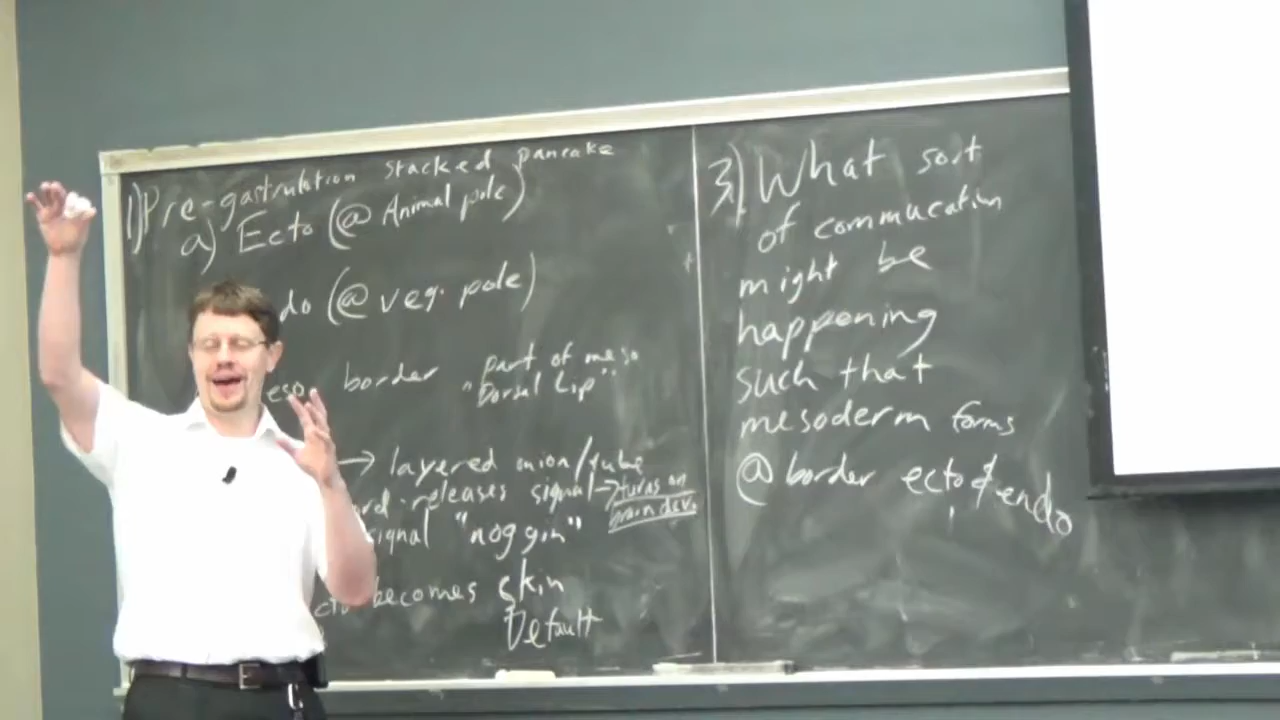 1) Pre-gastrulation stacked pancake
a) Ecto (@ Animal pole)
do (@ veg. pole)
eso border "part of meso
Dorsal Lip"
→ layered onion/tube
ord releases signal → turns on
brain dev.
signal "noggin"
becomes skin
Default
3) What sort
of commucation
might be
happening
such that
mesoderm forms
@ border ecto & endo